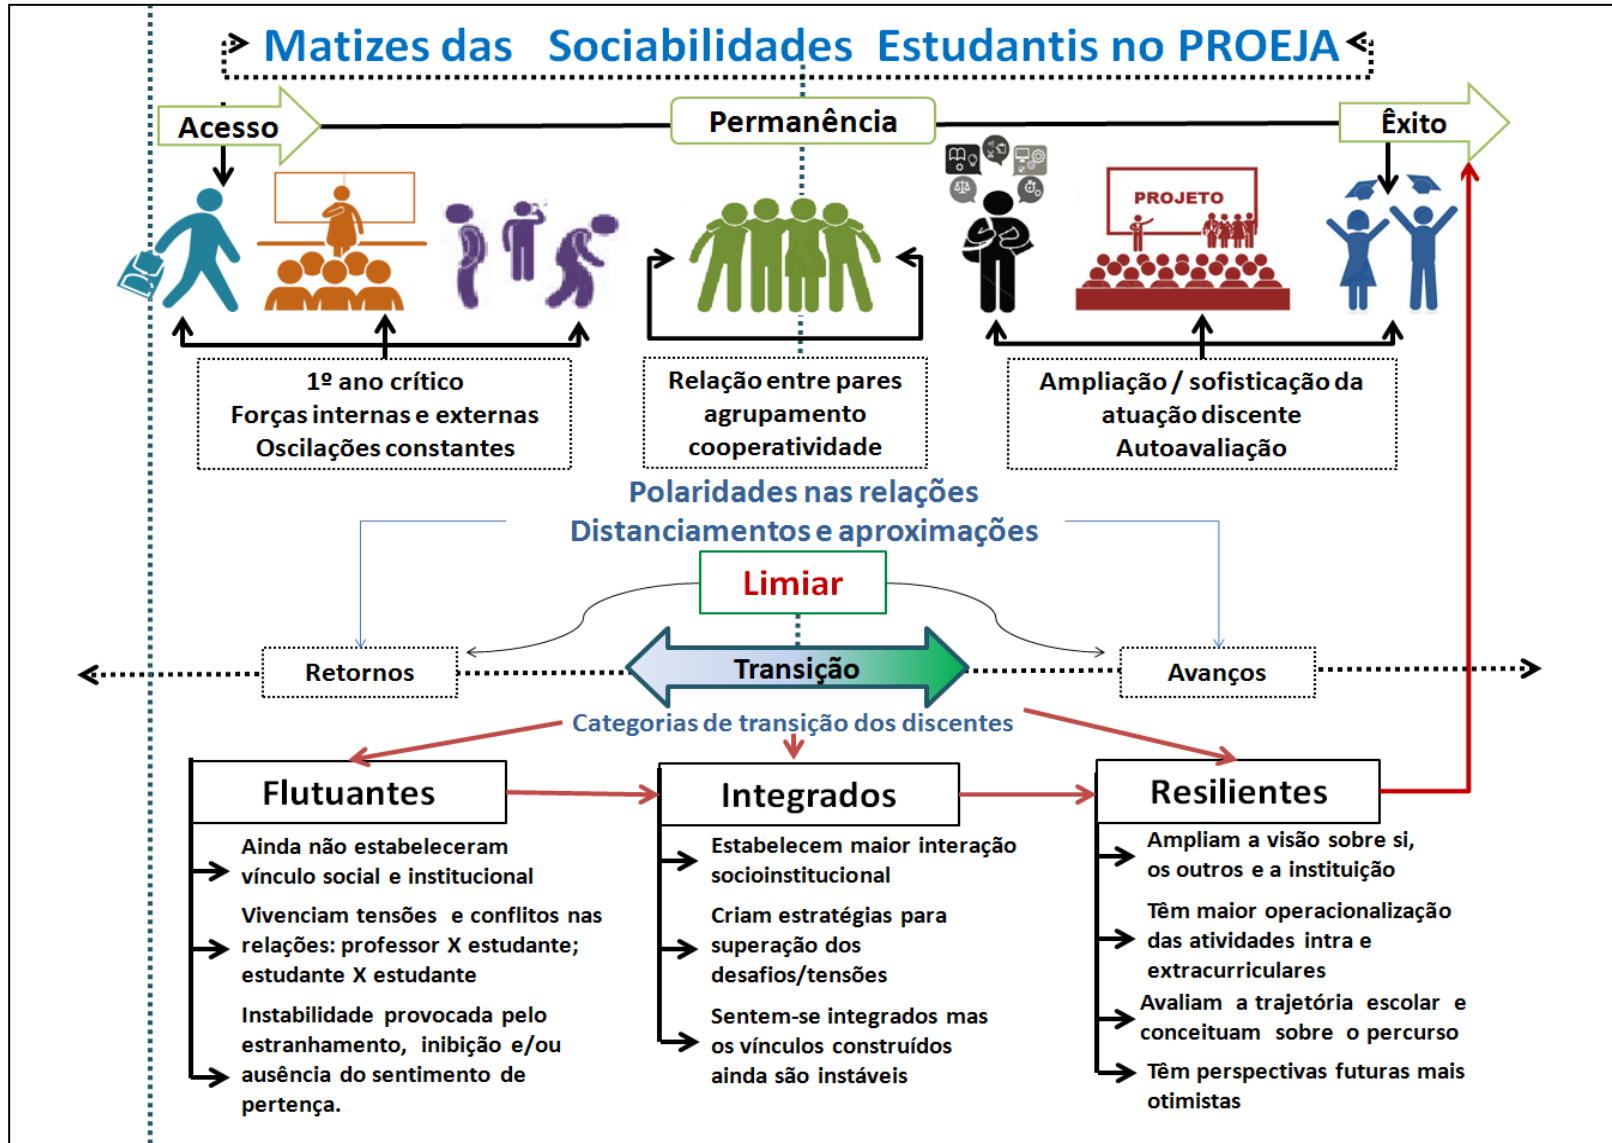 Matizes das Sociabilidades Estudantis no PROEJA
Acesso
Permanência
Êxito
PROJETO
1º ano crítico
Forças internas e externas
Oscilações constantes
Relação entre pares
agrupamento
cooperatividade
Ampliação / sofisticação da
atuação discente
Autoavaliação
Polaridades nas relações
Distanciamentos e aproximações
Limiar
Retornos
Transição
Avanços
Categorias de transição dos discentes
Flutuantes
Ainda não estabeleceram
vínculo social e institucional
Vivenciam tensões e conflitos nas
relações: professor X estudante;
estudante X estudante
Instabilidade provocada pelo
estranhamento, inibição e/ou
ausência do sentimento de
pertença.
Integrados
Estabelecem maior interação
socioinstitucional
Criam estratégias para
superação dos
desafios/tensões
Sentem-se integrados mas
os vínculos construídos
ainda são instáveis
Resilientes
Ampliam a visão sobre si,
os outros e a instituição
Têm maior operacionalização
das atividades intra e
extracurriculares
Avaliam a trajetória escolar e
conceituam sobre o percurso
Têm perspectivas futuras mais
otimistas